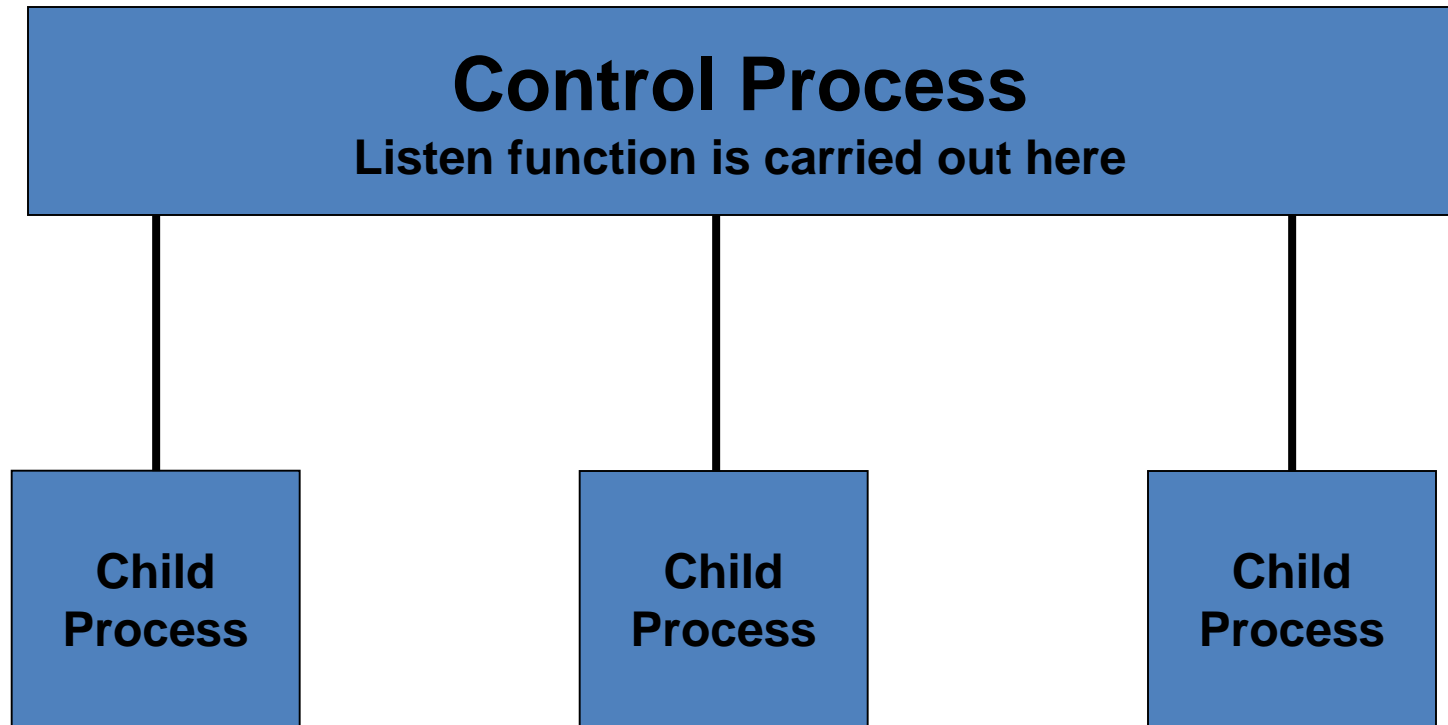 Control Process
Listen function is carried out here
Child
Process
Child
Process
Child
Process